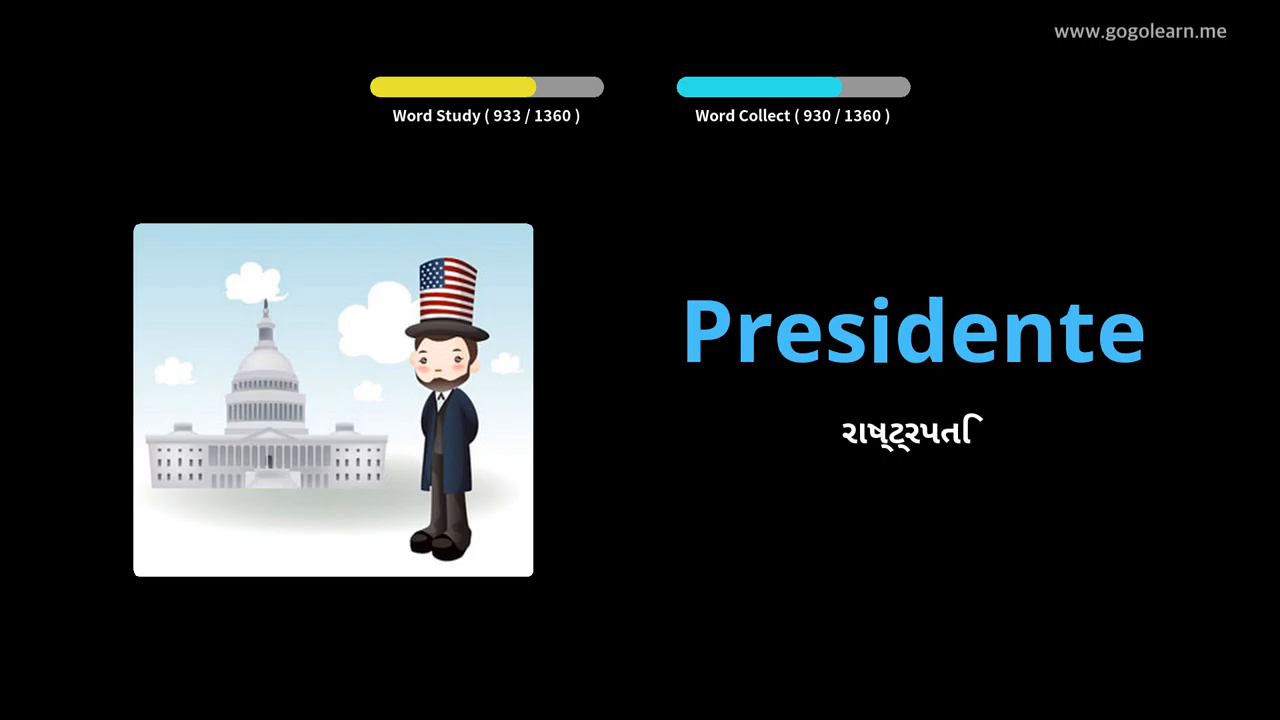 www.gogolearn.me
Word Study ( 933 / 1360 )
Word Collect ( 930 / 1360 )
Presidente
રાષ્ટ્રપતિ